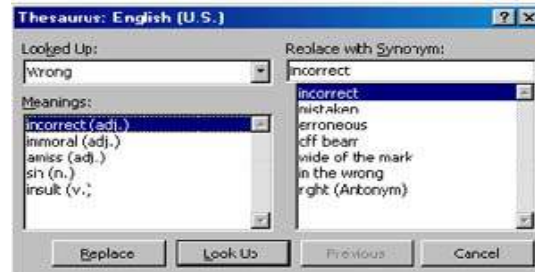 Thesaurus: English (U.S.)
Looked Up:
Wrong
Replace with Synonym:
incorrect
Meanings:
incorrect (adj.)
immoral (adj.)
amiss (adj.)
sin (n.)
insult (v.)
incorrect
mistaken
erroneous
off beam
wide of the mark
in the wrong
right (Antonym)
Replace
Look Up
Previous
Cancel